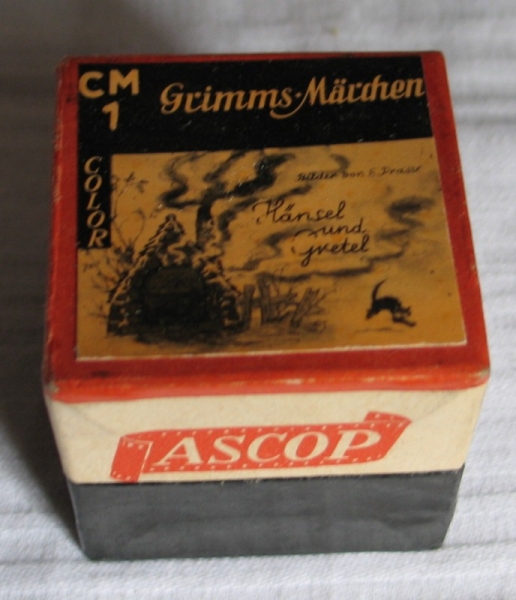 CM
1
Grimms-Märchen
COLOR
Bilder von
Hänsel
und
Gretel
ASCOP